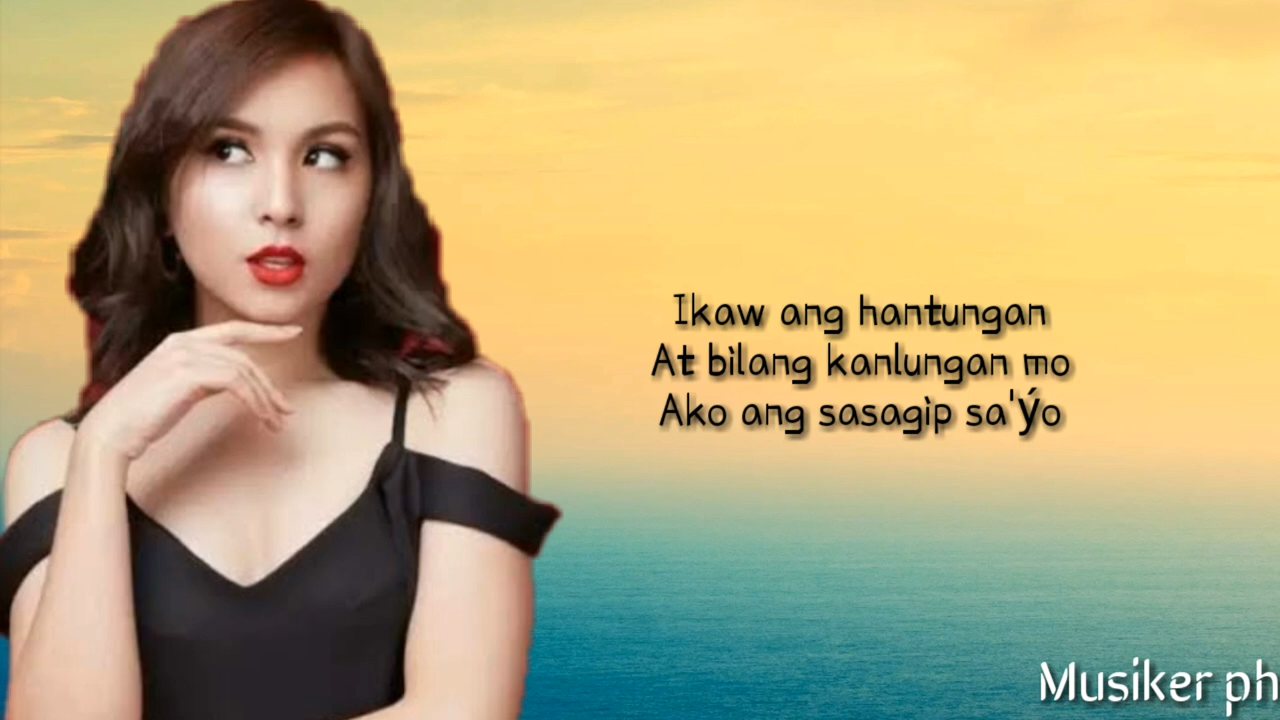 Ikaw ang hantungan
At bilang kanlungan mo
Ako ang sasagip sa'ýo
Musiker ph